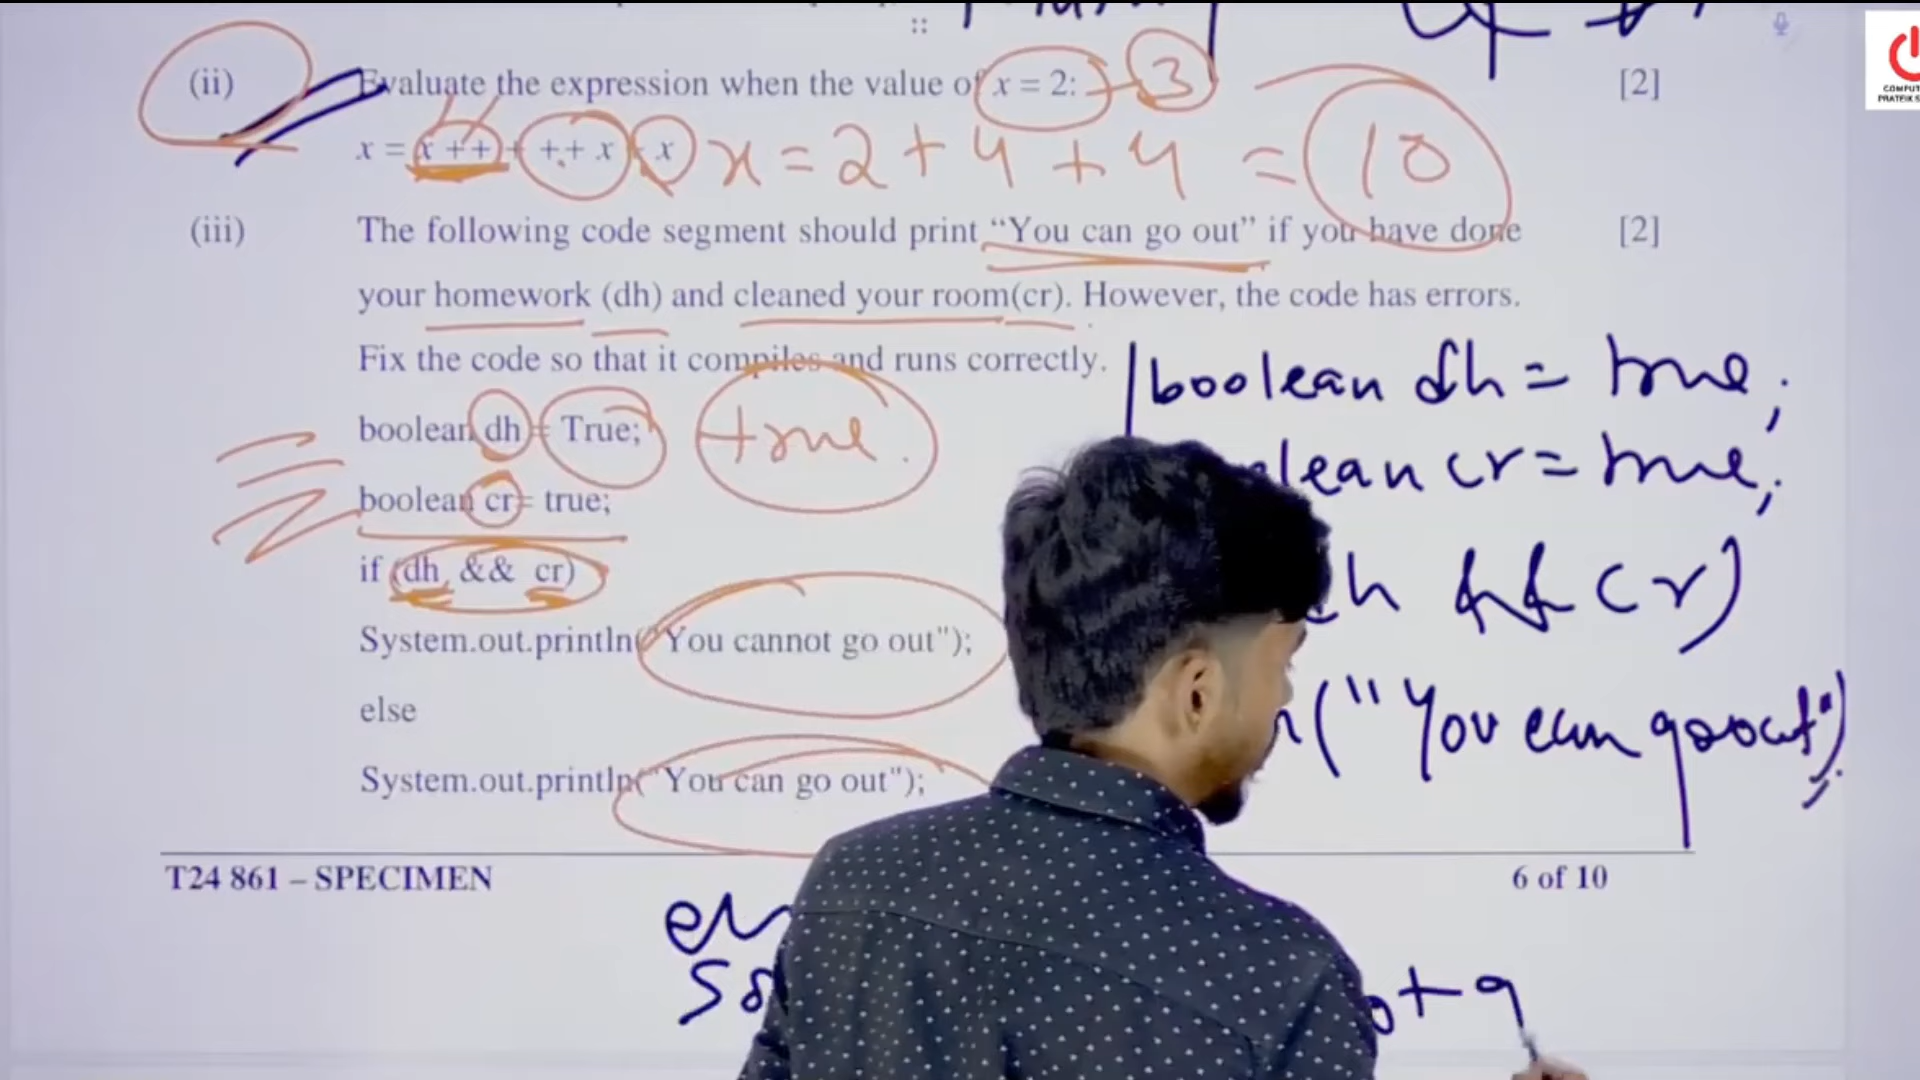 (ii) Evaluate the expression when the value of x = 2: 3 [2]
x = x ++ + ++ x + x x = 2 + 4 + 4 = 10
(iii) The following code segment should print “You can go out” if you have done [2]
your homework (dh) and cleaned your room(cr). However, the code has errors.
Fix the code so that it compiles and runs correctly.
boolean dh = true;
boolean dh = True; true.
lean cr = true;
boolean cr= true;
if (dh && cr)
h && cr)
System.out.println("You cannot go out");
("You can go out");
else
System.out.println("You can go out");
T24 861 – SPECIMEN 6 of 10
ot g
COMPUT
PRATEIK S